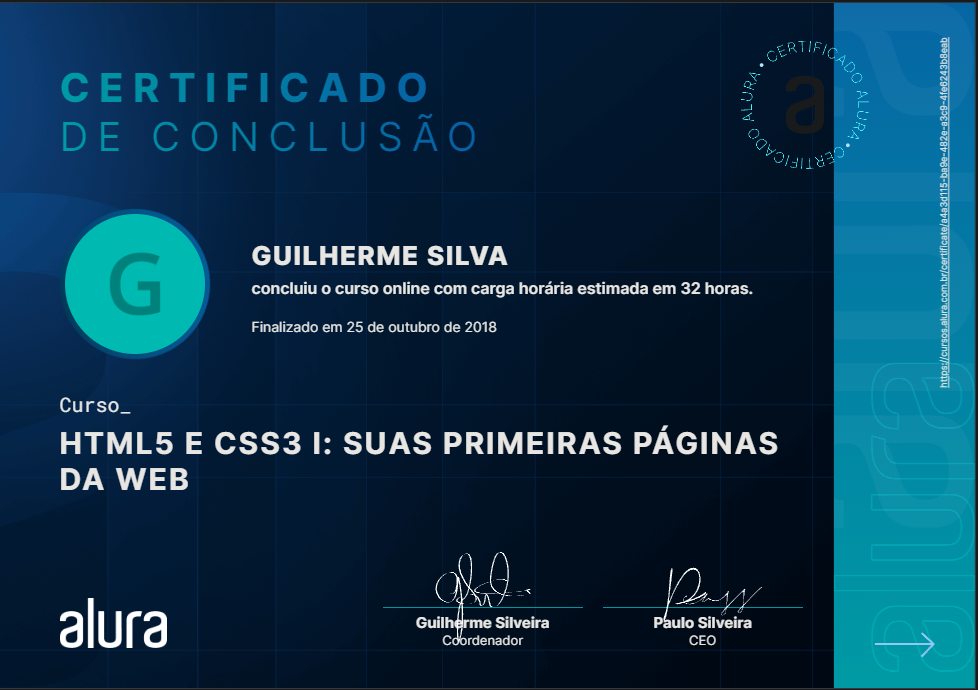 CERTIFICADO
DE CONCLUSÃO
CERTIFICADO ALURA • CERTIFICADO ALURA •
a
G
GUILHERME SILVA
concluiu o curso online com carga horária estimada em 32 horas.
Finalizado em 25 de outubro de 2018
Curso_
HTML5 E CSS3 I: SUAS PRIMEIRAS PÁGINAS
DA WEB
alura
Guilherme Silveira
Coordenador
Paulo Silveira
CEO
https://cursos.alura.com.br/certificate/a4a3d115-ba9e-482e-a3c9-4fe6243b8eab
alura